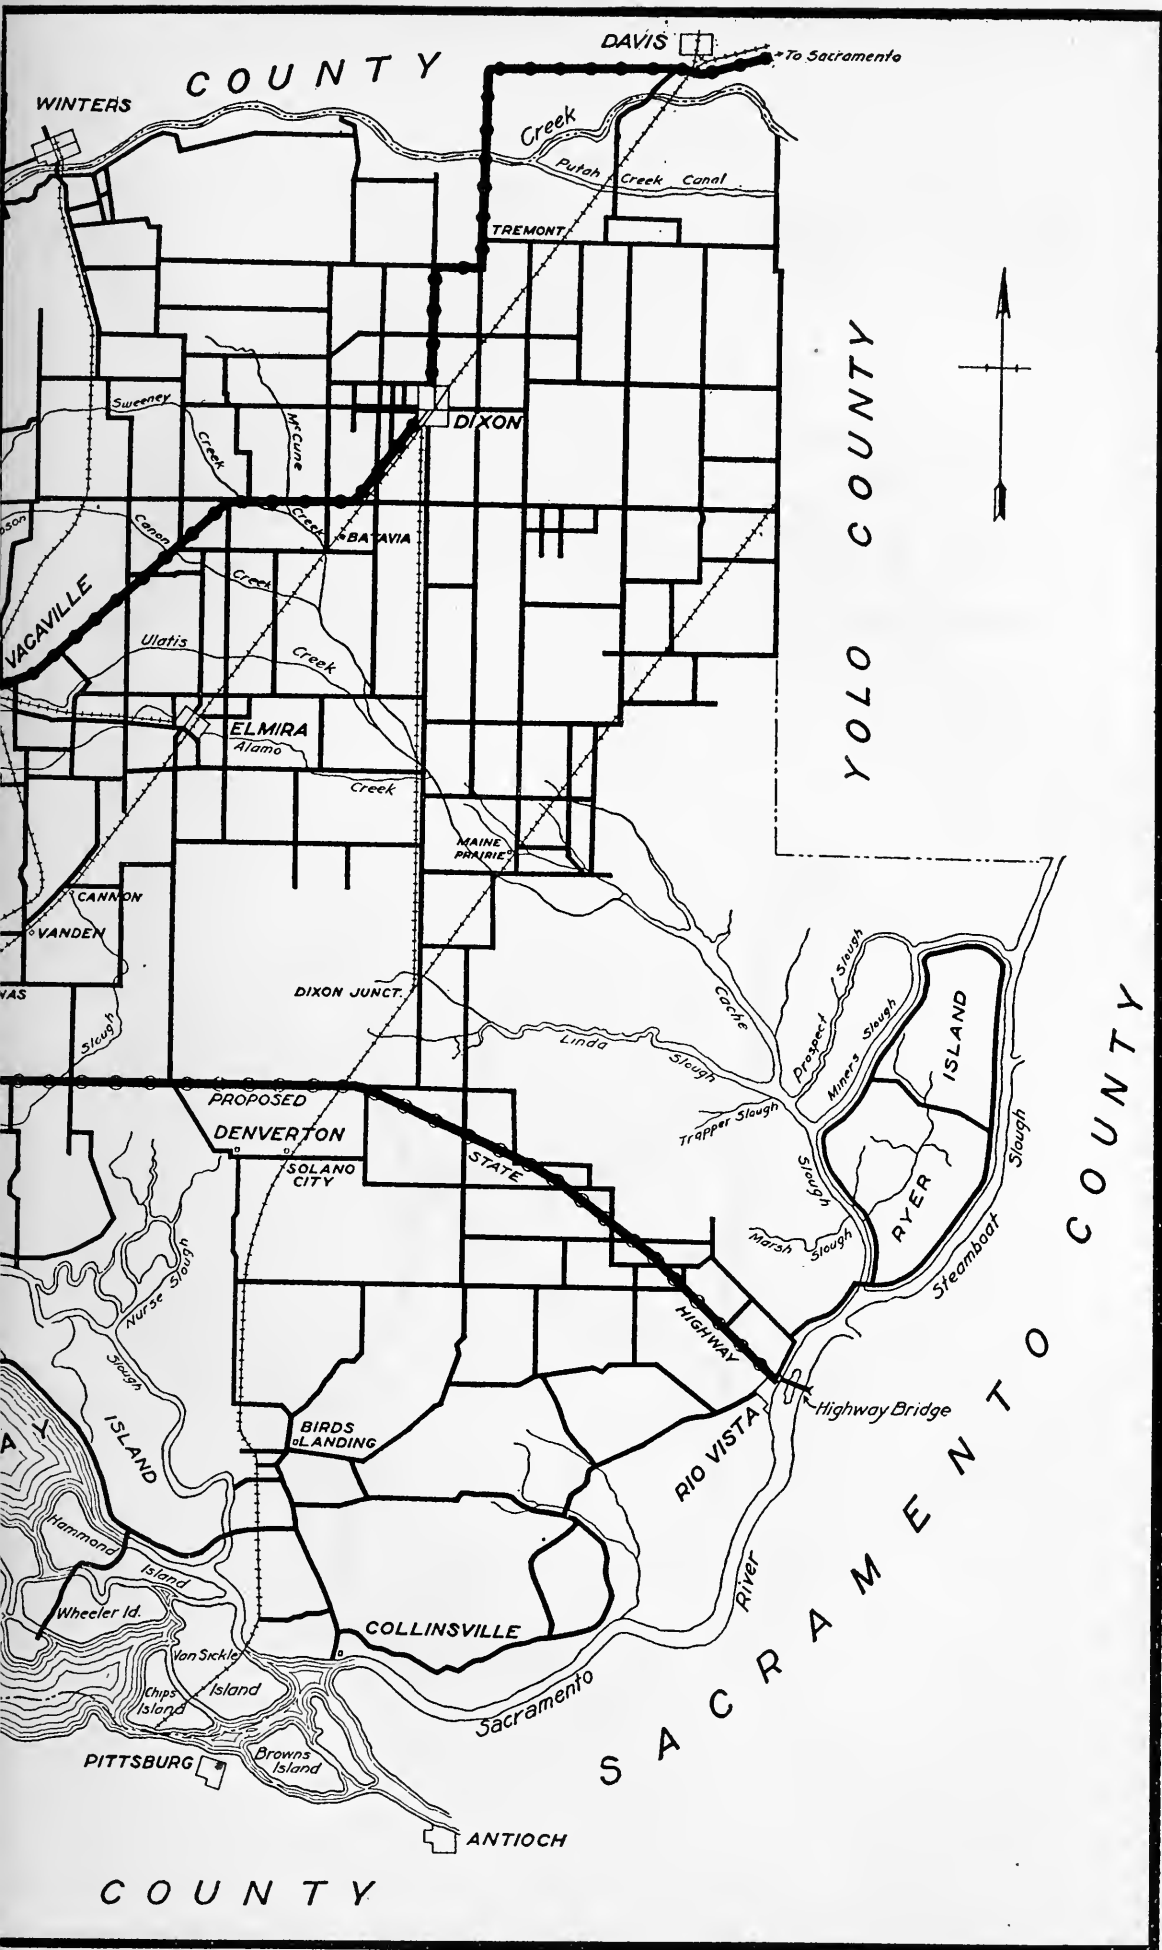 DAVIS
To Sacramento
COUNTY
WINTERS
Creek
Putah Creek Canal
TREMONT
YOLO COUNTY
Sweeney
Creek
McCune
Creek
DIXON
Canon
Creek
BATAVIA
VACAVILLE
Ulatis
Creek
ELMIRA
Alamo
Creek
MAINE
PRAIRIE
CANNON
VANDEN
DIXON JUNCT.
Slough
Cache
Slough
Linda
Slough
Prospect Slough
Miners Slough
ISLAND
RYER
Trapper Slough
Slough
Marsh Slough
Steamboat
Slough
PROPOSED
STATE
HIGHWAY
DENVERTON
SOLANO
CITY
Nurse Slough
Slough
ISLAND
A Y
BIRDS
LANDING
RIO VISTA
Highway Bridge
Hammond
Island
Wheeler Id.
Van Sickle
Island
Chips
Island
COLLINSVILLE
River
Sacramento
SACRAMENTO
COUNTY
PITTSBURG
Browns
Island
ANTIOCH
COUNTY